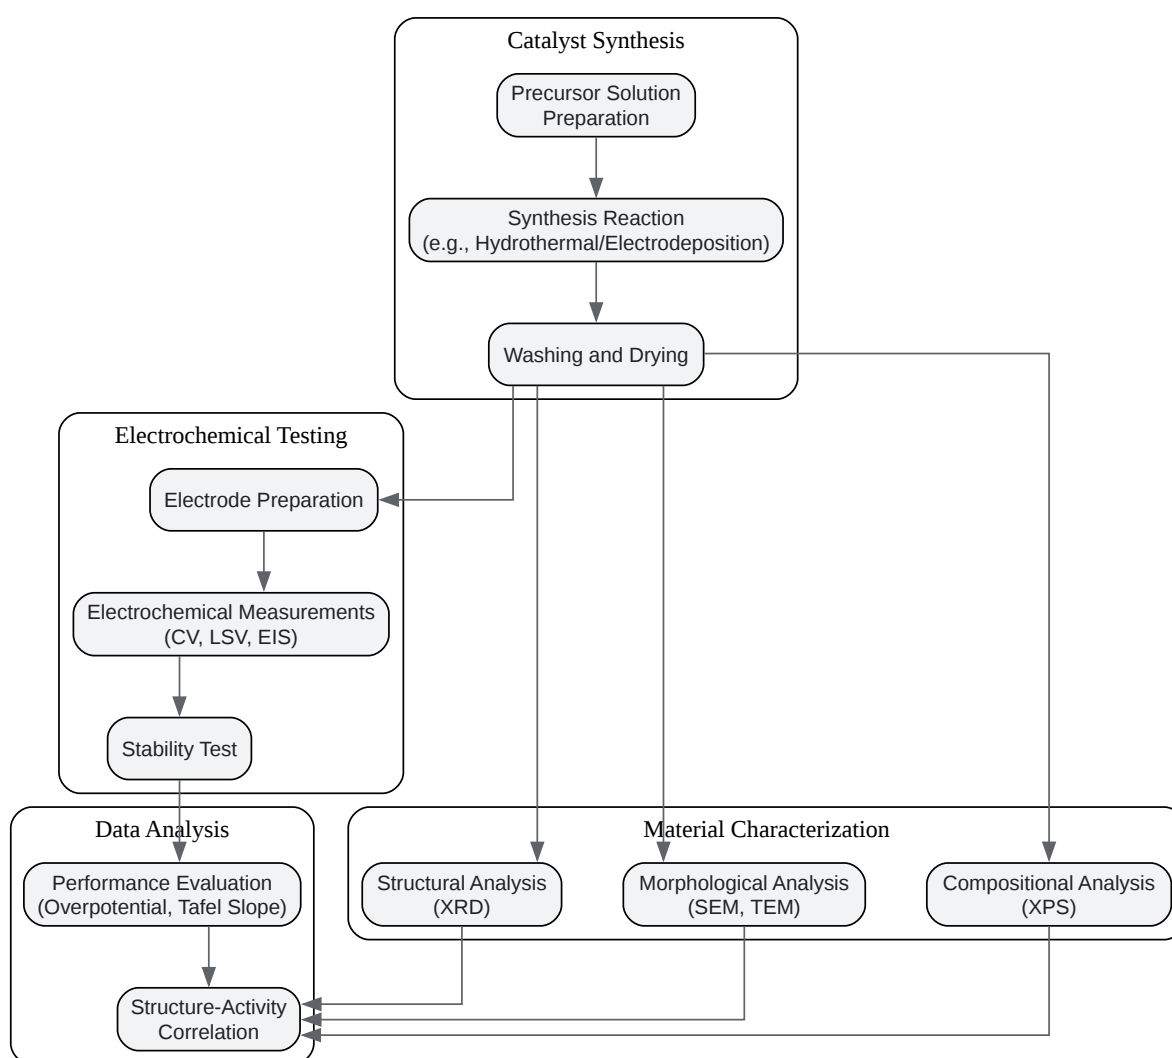 Catalyst Synthesis
Precursor Solution
Preparation
Synthesis Reaction
(e.g., Hydrothermal/Electrodeposition)
Washing and Drying
Electrochemical Testing
Electrode Preparation
Electrochemical Measurements
(CV, LSV, EIS)
Stability Test
Data Analysis
Performance Evaluation
(Overpotential, Tafel Slope)
Structure-Activity
Correlation
Material Characterization
Structural Analysis
(XRD)
Morphological Analysis
(SEM, TEM)
Compositional Analysis
(XPS)